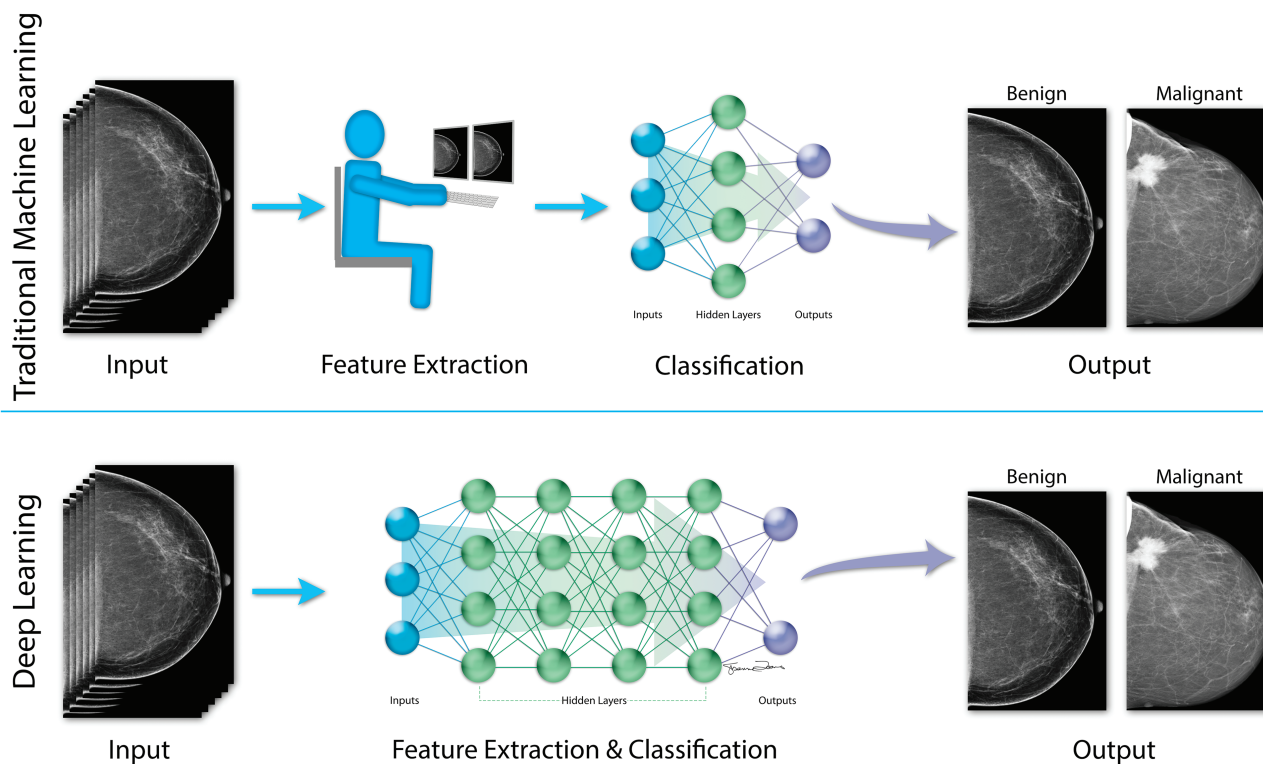 Traditional Machine Learning
Benign
Malignant
Inputs
Hidden Layers
Outputs
Input
Feature Extraction
Classification
Output
Deep Learning
Benign
Malignant
Inputs
Hidden Layers
Outputs
Input
Feature Extraction & Classification
Output